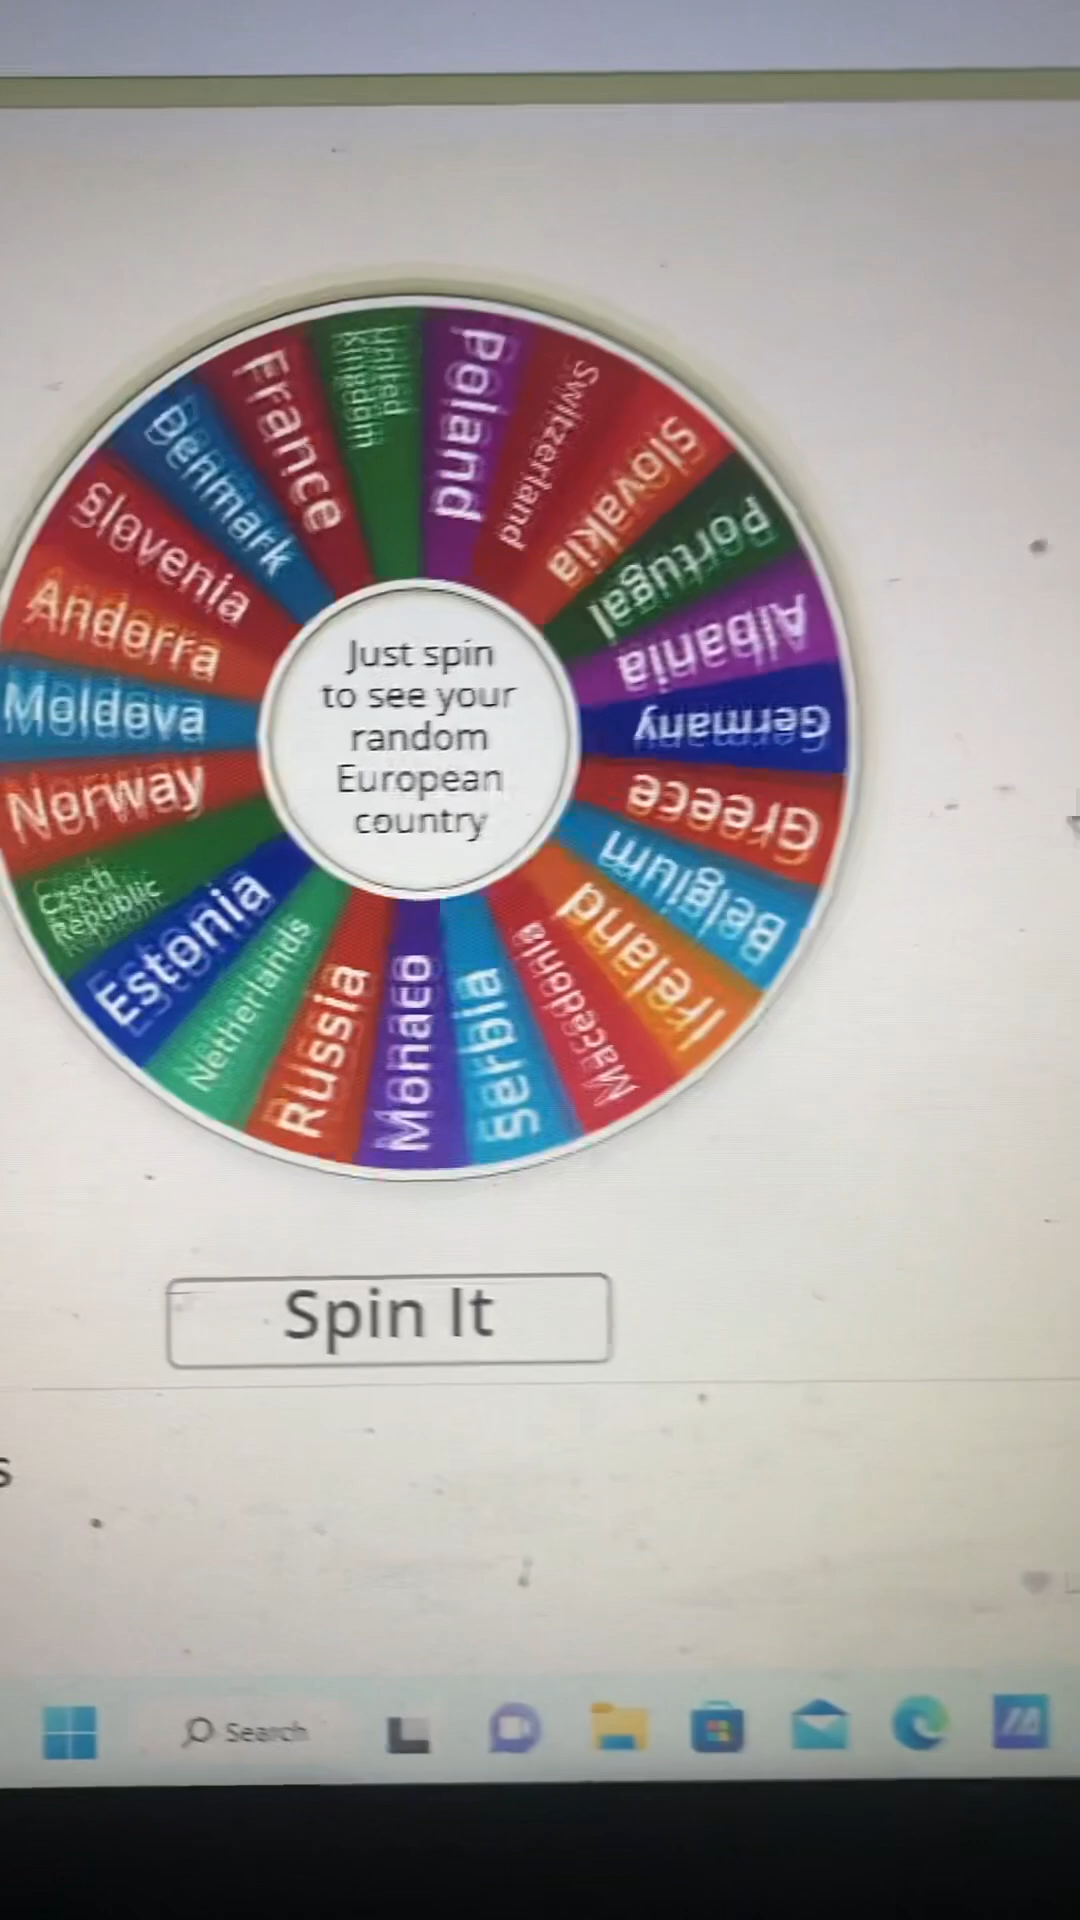 United
Kingdom
Poland
Switzerland
Slovakia
Portugal
Albania
Germany
Greece
Belgium
Ireland
Macedonia
Serbia
Monaco
Russia
Netherlands
Estonia
Czech
Republic
Norway
Moldova
Andorra
Slovenia
Denmark
France
Just spin
to see your
random
European
country
Spin It
s
Search